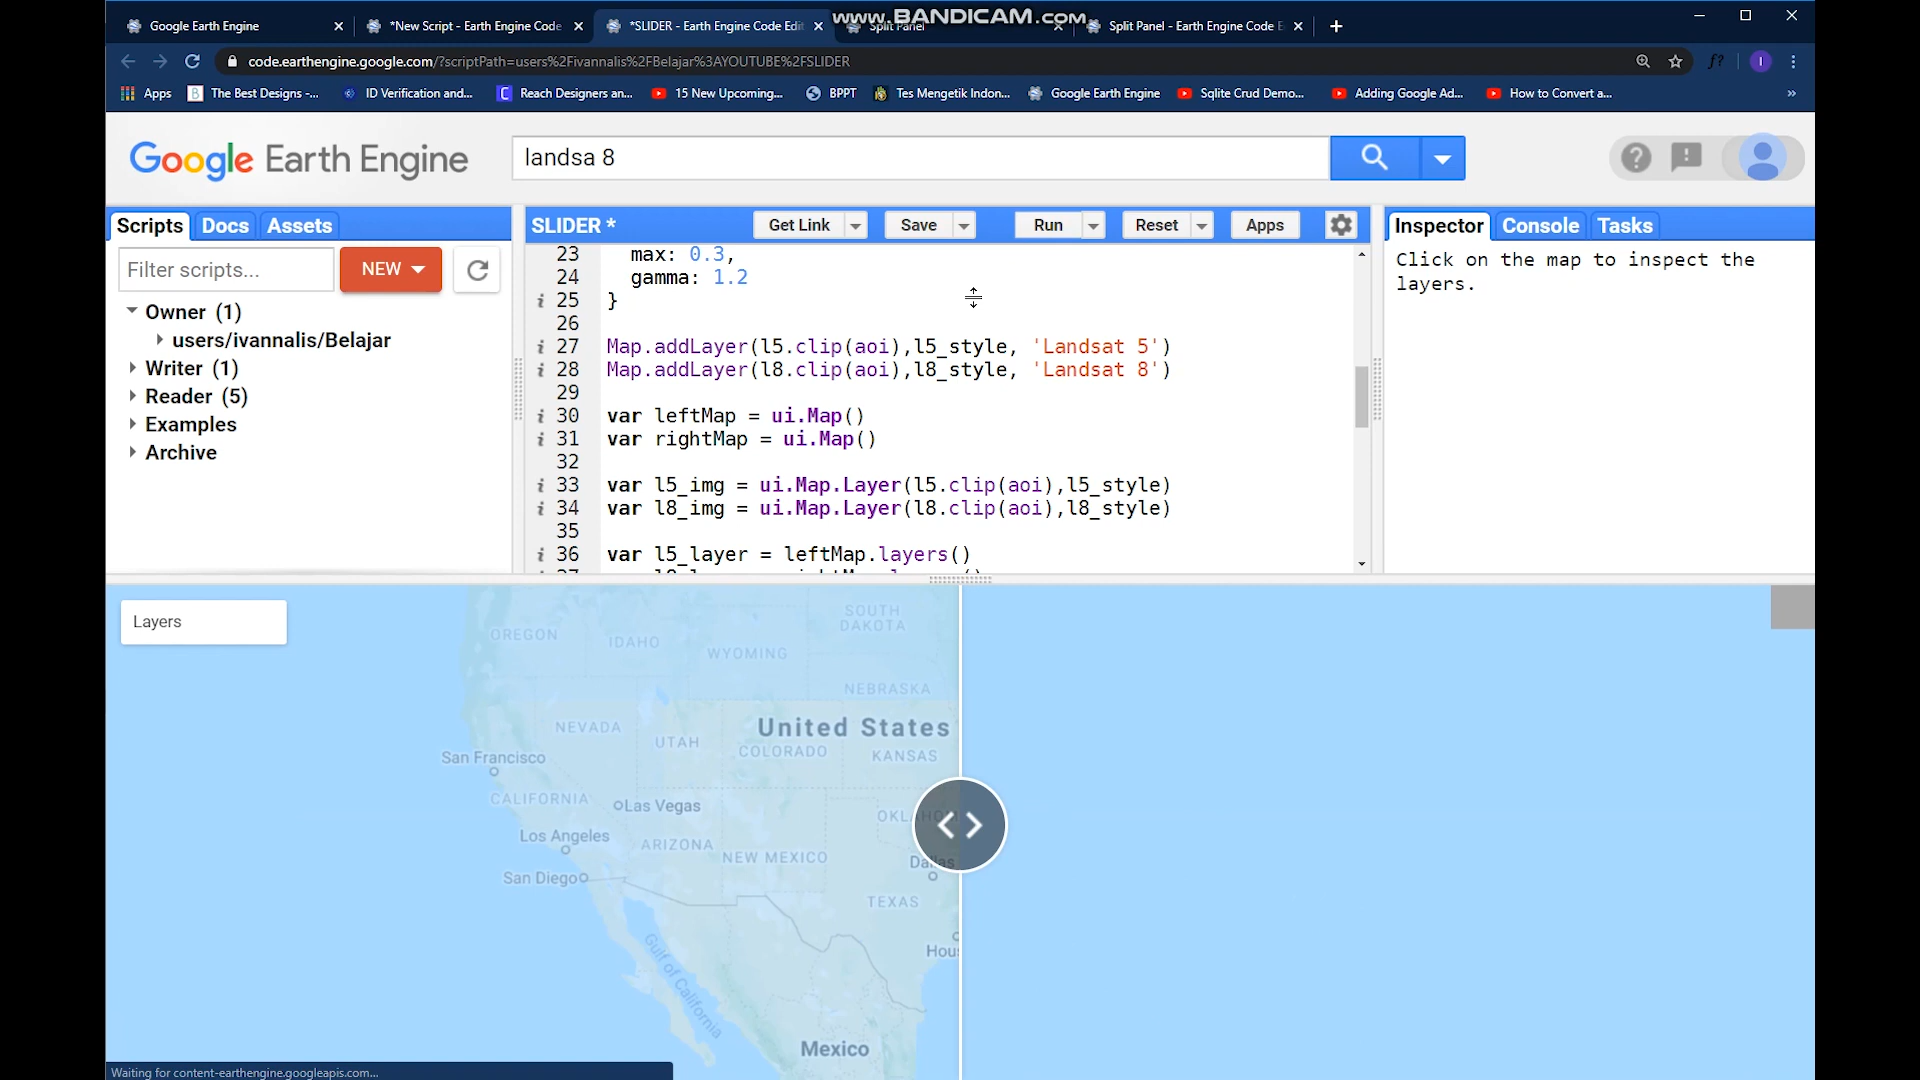 www.BANDICAM.com
Google Earth Engine
*New Script - Earth Engine Code
*SLIDER - Earth Engine Code Edit
Split Panel
Split Panel - Earth Engine Code E
code.earthengine.google.com/?scriptPath=users%2Fivannalis%2FBelajar%3AYOUTUBE%2FSLIDER
f?
I
Apps
The Best Designs -...
ID Verification and...
Reach Designers an...
15 New Upcoming...
BPPT
Tes Mengetik Indon...
Google Earth Engine
Sqlite Crud Demo...
Adding Google Ad...
How to Convert a...
Google Earth Engine
landsa 8
Scripts
Docs
Assets
SLIDER *
Get Link
Save
Run
Reset
Apps
Inspector
Console
Tasks
Filter scripts...
NEW
Owner (1)
users/ivannalis/Belajar
Writer (1)
Reader (5)
Examples
Archive
23 max: 0.3,
24 gamma: 1.2
25 }
26
27 Map.addLayer(l5.clip(aoi),l5_style, 'Landsat 5')
28 Map.addLayer(l8.clip(aoi),l8_style, 'Landsat 8')
29
30 var leftMap = ui.Map()
31 var rightMap = ui.Map()
32
33 var l5_img = ui.Map.Layer(l5.clip(aoi),l5_style)
34 var l8_img = ui.Map.Layer(l8.clip(aoi),l8_style)
35
36 var l5_layer = leftMap.layers()
Click on the map to inspect the
layers.
Layers
SOUTH
DAKOTA
OREGON
IDAHO
WYOMING
NEBRASKA
NEVADA
United States
UTAH
COLORADO
KANSAS
San Francisco
CALIFORNIA
Las Vegas
OKLAHO
Los Angeles
ARIZONA
NEW MEXICO
Dallas
San Diego
TEXAS
Hou
Gulf of California
Mexico
Waiting for content-earthengine.googleapis.com...